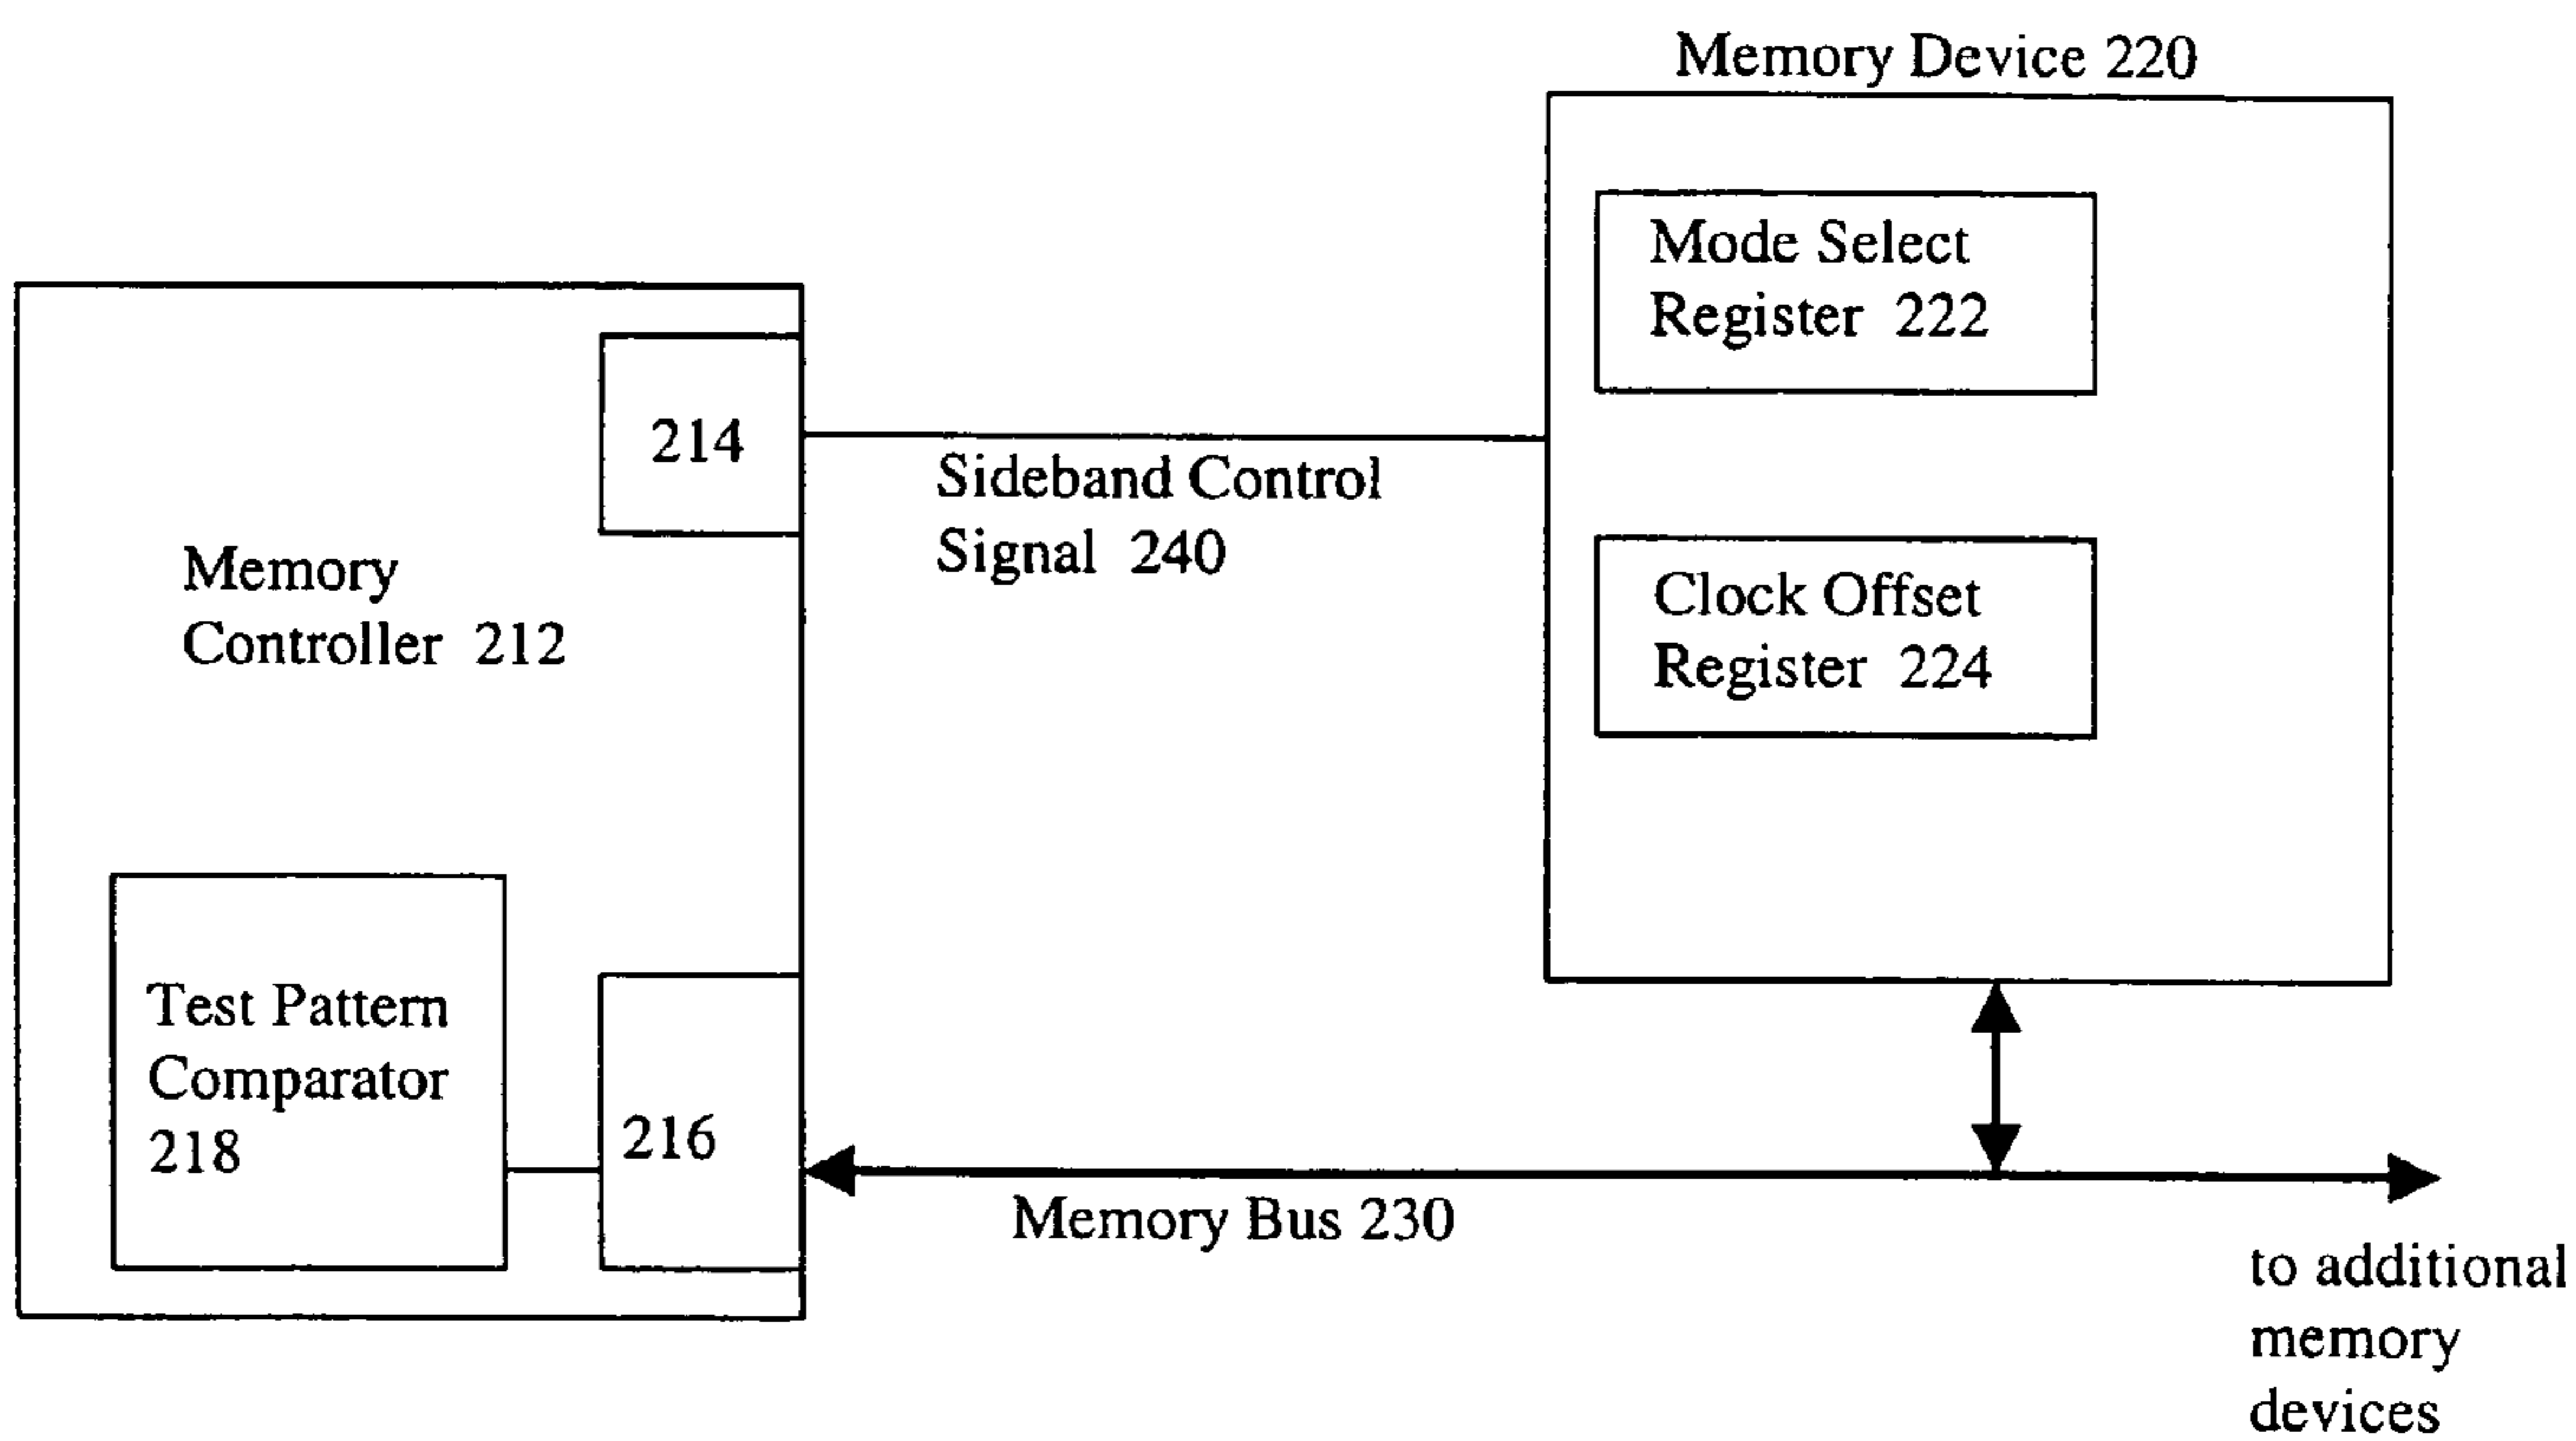 Memory Device 220
Mode Select
Register 222
214
Sideband Control
Signal 240
Memory
Controller 212
Clock Offset
Register 224
Test Pattern
Comparator
218
216
Memory Bus 230
to additional
memory
devices